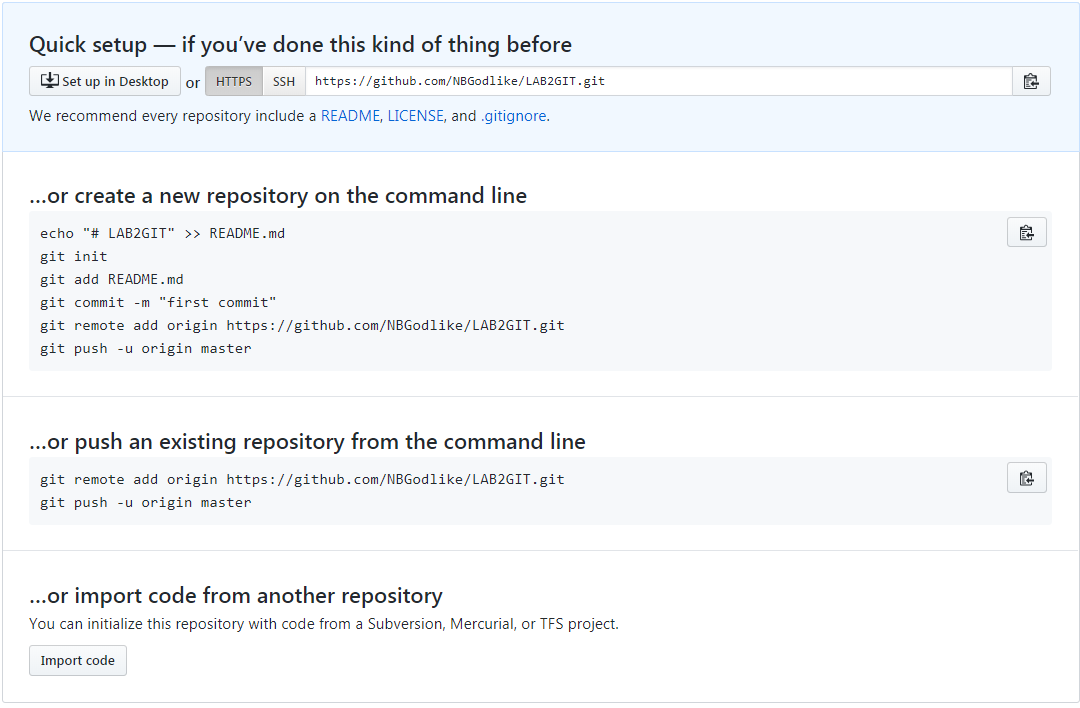 Quick setup — if you’ve done this kind of thing before
Set up in Desktop or HTTPS SSH https://github.com/NBGodlike/LAB2GIT.git
We recommend every repository include a README, LICENSE, and .gitignore.
…or create a new repository on the command line
echo "# LAB2GIT" >> README.md
git init
git add README.md
git commit -m "first commit"
git remote add origin https://github.com/NBGodlike/LAB2GIT.git
git push -u origin master
…or push an existing repository from the command line
git remote add origin https://github.com/NBGodlike/LAB2GIT.git
git push -u origin master
…or import code from another repository
You can initialize this repository with code from a Subversion, Mercurial, or TFS project.
Import code